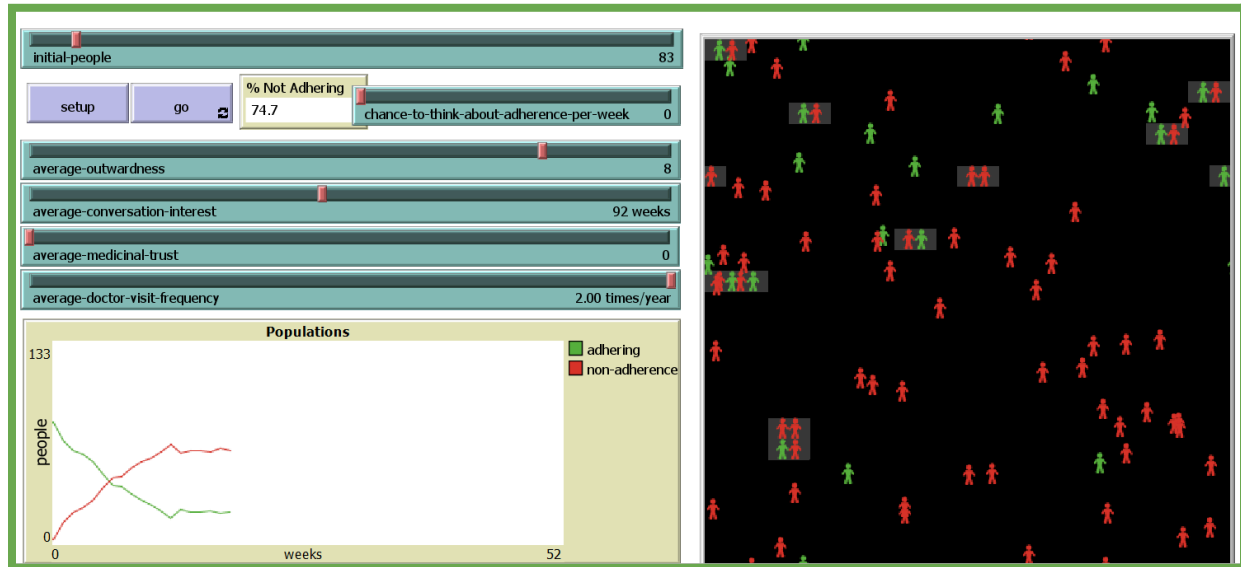 initial-people 83
setup
go
% Not Adhering
74.7
chance-to-think-about-adherence-per-week 0
average-outwardness 8
average-conversation-interest 92 weeks
average-medicinal-trust 0
average-doctor-visit-frequency 2.00 times/year
Populations
133
people
0
0
weeks
52
adhering
non-adherence